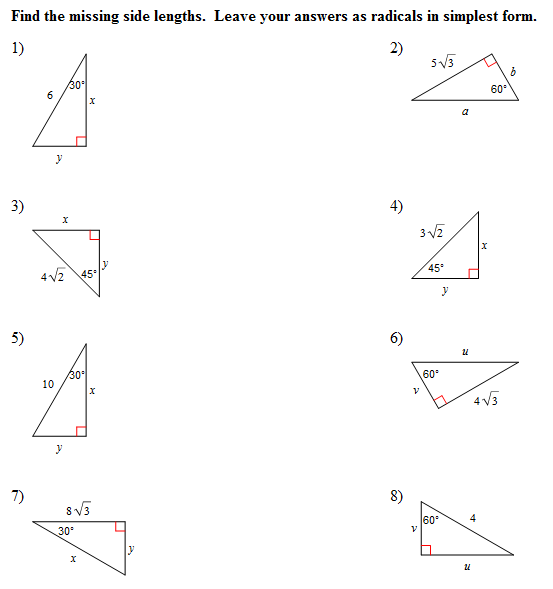 Find the missing side lengths.  Leave your answers as radicals in simplest form.
1)
30°
6
x
y
2)
5√3
b
60°
a
3)
x
y
4√2
45°
4)
3√2
x
45°
y
5)
30°
10
x
y
6)
u
60°
v
4√3
7)
8√3
30°
y
x
8)
60°
4
v
u